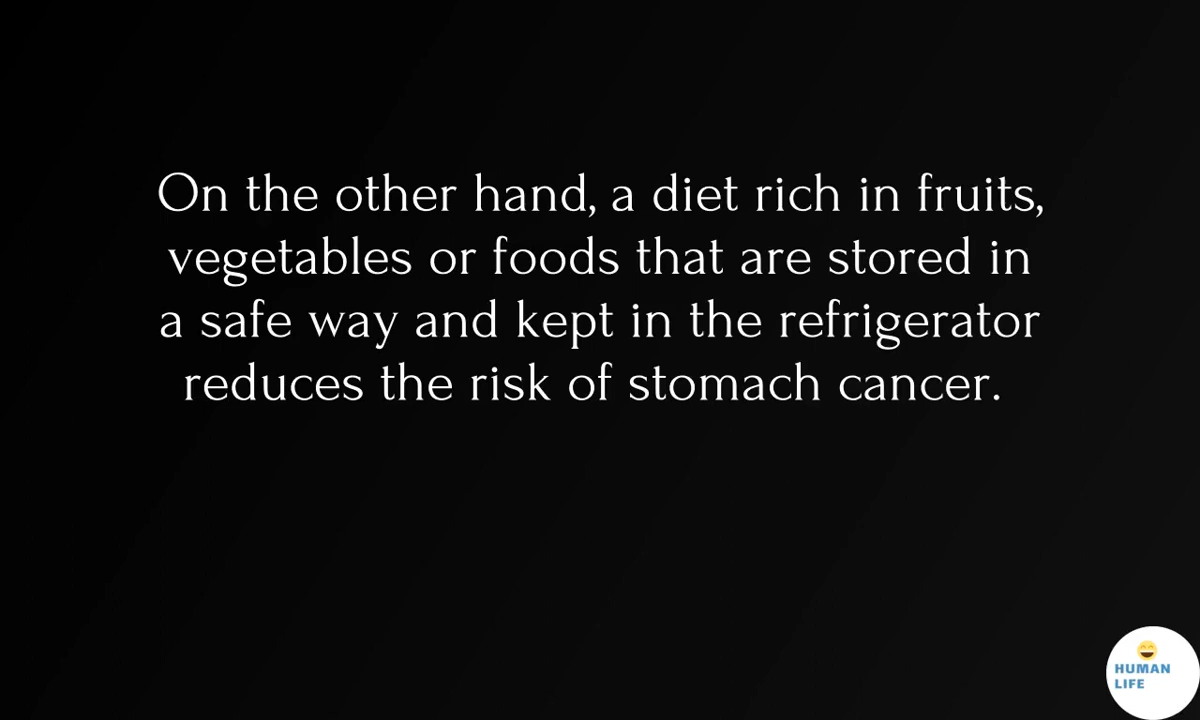 On the other hand, a diet rich in fruits,
vegetables or foods that are stored in
a safe way and kept in the refrigerator
reduces the risk of stomach cancer.
HUMAN
LIFE